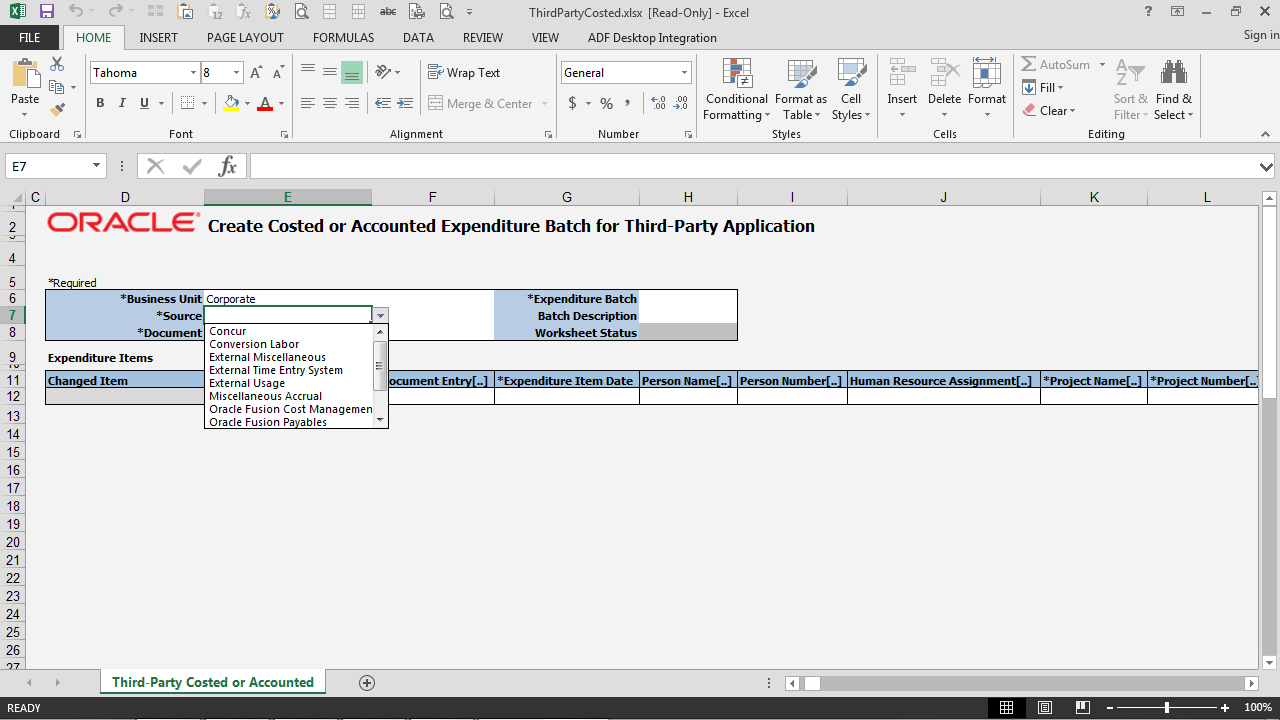 ThirdPartyCosted.xlsx [Read-Only] - Excel
FILE HOME INSERT PAGE LAYOUT FORMULAS DATA REVIEW VIEW ADF Desktop Integration Sign in
Tahoma 8 Wrap Text General AutoSum
Fill
Paste B I U Merge & Center $ % , Conditional Formatting Format as Table Cell Styles Insert Delete Format Clear Sort & Filter Find & Select
Clipboard Font Alignment Number Styles Cells Editing
E7 fx
C D E F G H I J K L
2 ORACLE Create Costed or Accounted Expenditure Batch for Third-Party Application
4
5 *Required
6 *Business Unit Corporate *Expenditure Batch
7 *Source Batch Description
8 *Document Worksheet Status
Concur
Conversion Labor
External Miscellaneous
External Time Entry System
External Usage
Miscellaneous Accrual
Oracle Fusion Cost Managemen
Oracle Fusion Payables
9 Expenditure Items
10
11 Changed Item ocument Entry[..] *Expenditure Item Date Person Name[..] Person Number[..] Human Resource Assignment[..] *Project Name[..] *Project Number[..]
12
13
14
15
16
17
18
19
20
21
22
23
24
25
26
27
Third-Party Costed or Accounted
READY 100%